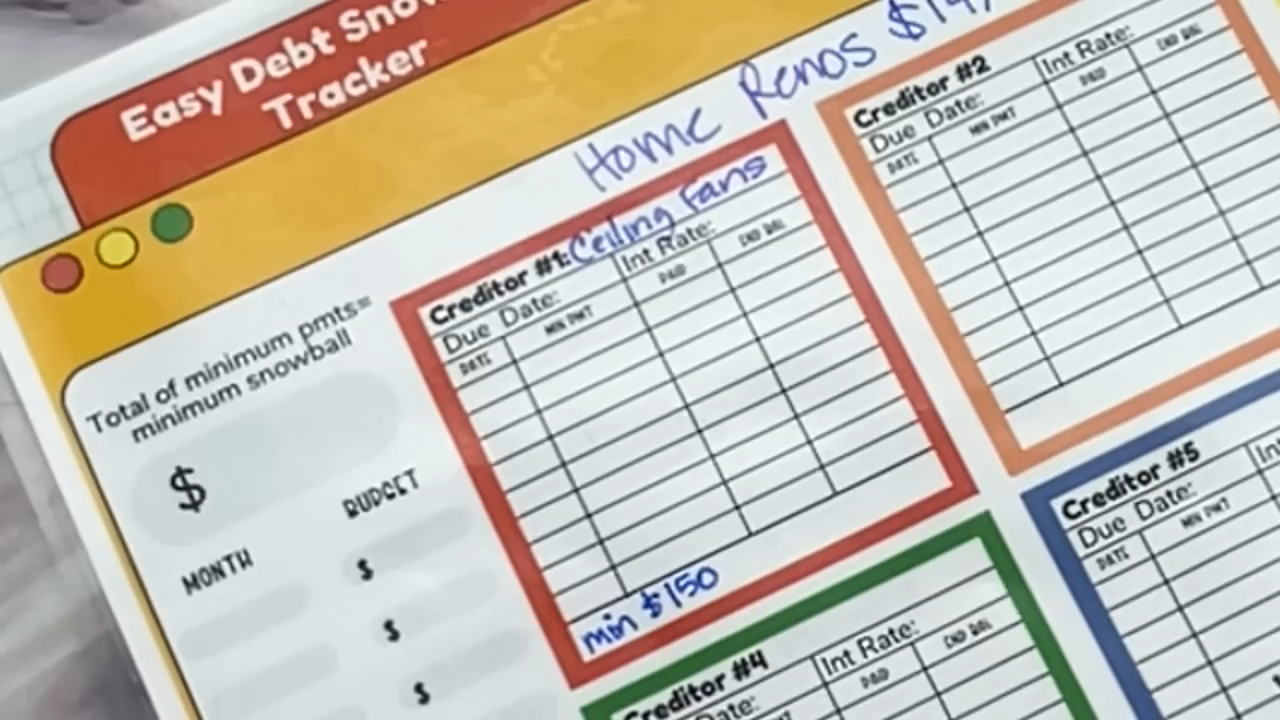 Easy Debt
Tracker
Home Renos
Total of minimum pmts=
minimum snowball
$
MONTH
BUDGET
$
$
$
Creditor #1: Ceiling Fans
Due Date:
Int Rate:
DATE
MIN PMT
PAID
END BAL
min $150
Creditor #2
Due Date:
Int Rate:
DATE
MIN PMT
PAID
END BAL
Creditor #4
Due Date:
Int Rate:
PAID
END BAL
Creditor #5
Due Date:
DATE
MIN PMT